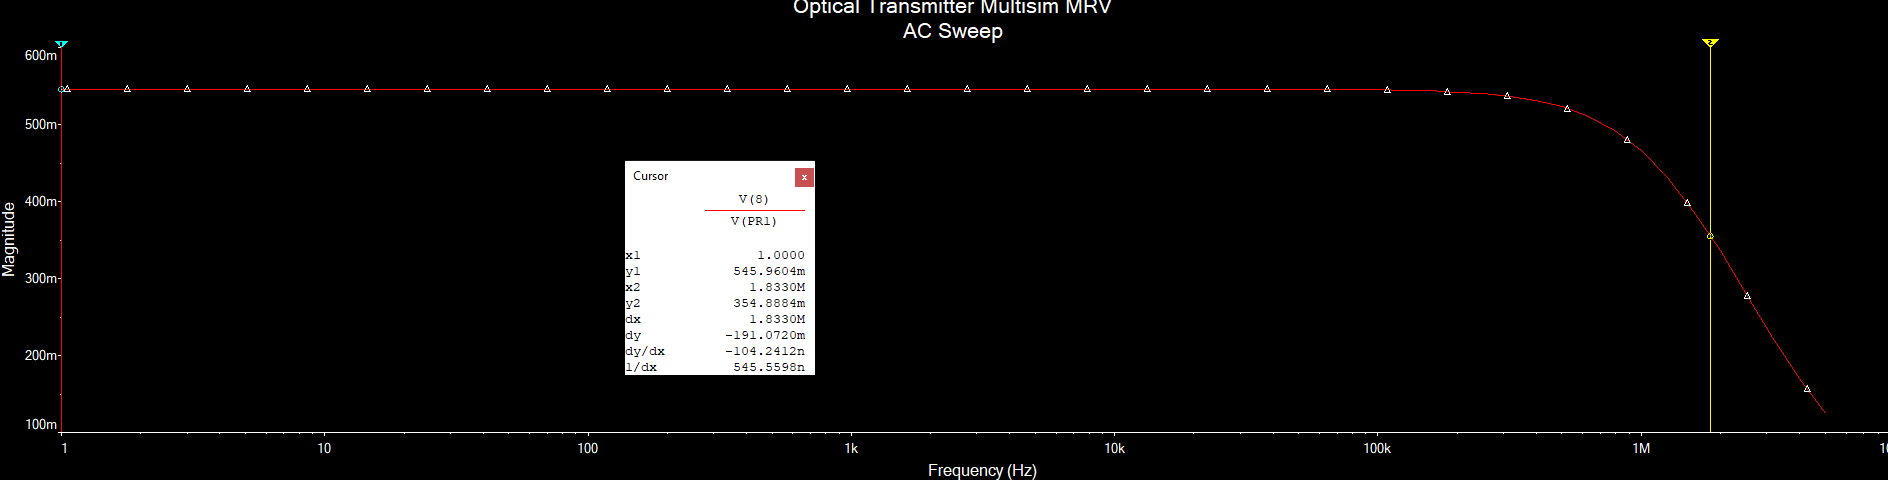 Optical Transmitter Multisim MRV
AC Sweep
600m
500m
400m
300m
200m
100m
Magnitude
Cursor
x
V(8)
V(PR1)
x1 1.0000
y1 545.9604m
x2 1.8330M
y2 354.8884m
dx 1.8330M
dy -191.0720m
dy/dx -104.2412n
1/dx 545.5598n
1 10 100 1k 10k 100k 1M
Frequency (Hz)